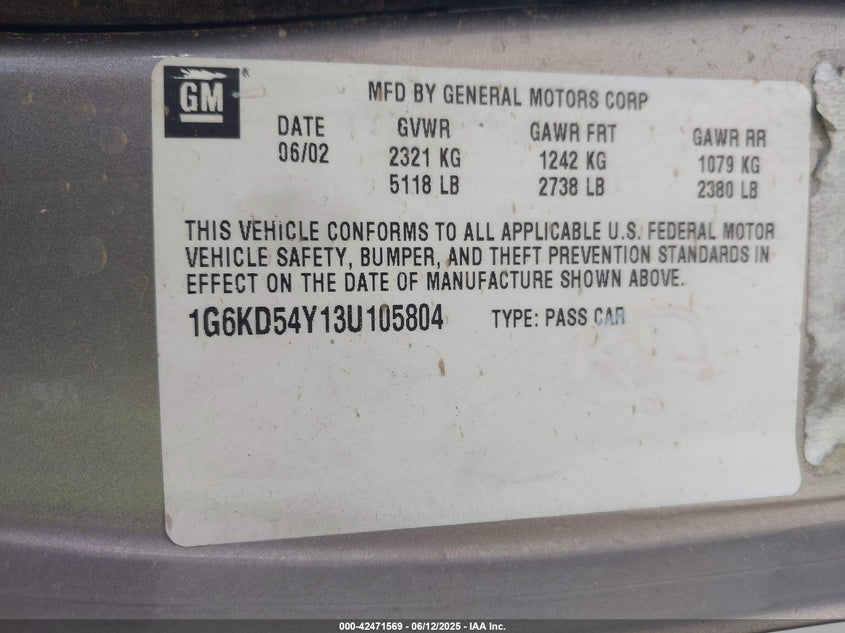 GM®
MFD BY GENERAL MOTORS CORP
DATE GVWR GAWR FRT GAWR RR
06/02 2321 KG 1242 KG 1079 KG
5118 LB 2738 LB 2380 LB
THIS VEHICLE CONFORMS TO ALL APPLICABLE U.S. FEDERAL MOTOR
VEHICLE SAFETY, BUMPER, AND THEFT PREVENTION STANDARDS IN
EFFECT ON THE DATE OF MANUFACTURE SHOWN ABOVE.
1G6KD54Y13U105804 TYPE: PASS CAR
000-42471569 - 06/12/2025 - IAA Inc.